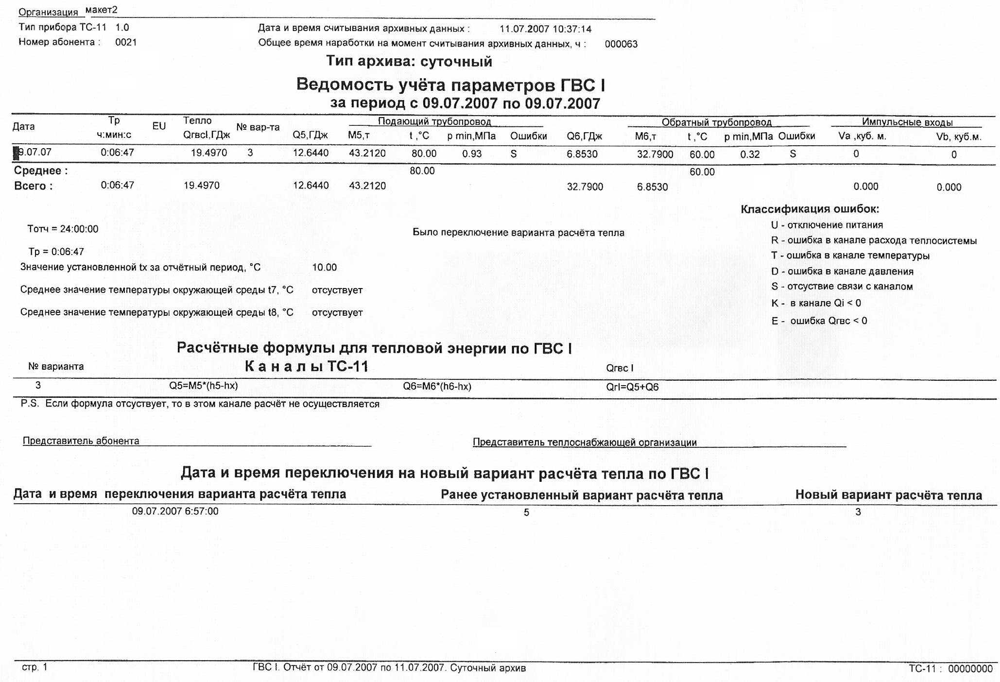 Организация макет2
Тип прибора ТС-11 1.0 Дата и время считывания архивных данных : 11.07.2007 10:37:14
Номер абонента : 0021 Общее время наработки на момент считывания архивных данных, ч : 000063
Тип архива: суточный
Ведомость учёта параметров ГВС I
за период с 09.07.2007 по 09.07.2007
Дата Тр EU Тепло № вар-та Подающий трубопровод Обратный трубопровод Импульсные входы
ч:мин:с QгвсI,ГДж Q5,ГДж M5,т t ,°C p min,МПа Ошибки Q6,ГДж M6,т t ,°C p min,МПа Ошибки Va ,куб. м. Vb, куб.м.
9.07.07 0:06:47 19.4970 3 12.6440 43.2120 80.00 0.93 S 6.8530 32.7900 60.00 0.32 S 0 0
Среднее : 80.00 60.00
Всего : 0:06:47 19.4970 12.6440 43.2120 32.7900 6.8530 0.000 0.000
Классификация ошибок:
Тотч = 24:00:00 Было переключение варианта расчёта тепла U - отключение питания
R - ошибка в канале расхода теплосистемы
Тр = 0:06:47 T - ошибка в канале температуры
Значение установленной tx за отчётный период, °C 10.00 D - ошибка в канале давления
Среднее значение температуры окружающей среды t7, °C отсуствует S - отсуствие связи с каналом
K - в канале Qi < 0
Среднее значение температуры окружающей среды t8, °C отсуствует E - ошибка Qгвс < 0
Расчётные формулы для тепловой энергии по ГВС I
№ варианта К а н а л ы ТС-11 Qгвс I
3 Q5=M5*(h5-hx) Q6=M6*(h6-hx) QrI=Q5+Q6
P.S. Если формула отсуствует, то в этом канале расчёт не осуществляется
Представитель абонента Представитель теплоснабжающей организации
Дата и время переключения на новый вариант расчёта тепла по ГВС I
Дата и время переключения варианта расчёта тепла Ранее установленный вариант расчёта тепла Новый вариант расчёта тепла
09.07.2007 6:57:00 5 3
стр. 1 ГВС I. Отчёт от 09.07.2007 по 11.07.2007. Суточный архив ТС-11 : 00000000